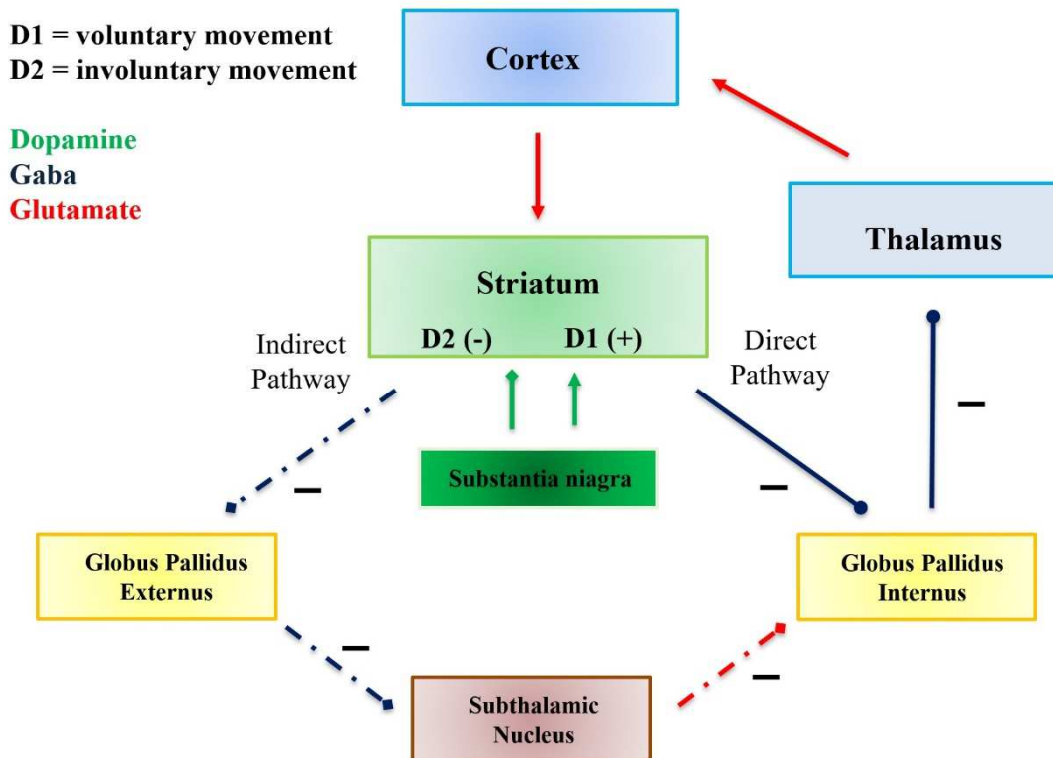 D1 = voluntary movement
D2 = involuntary movement
Dopamine
Gaba
Glutamate
Cortex
Thalamus
Striatum
D2 (-)
D1 (+)
Indirect
Pathway
Direct
Pathway
–
Substantia niagra
–
–
Globus Pallidus
Externus
Globus Pallidus
Internus
–
–
Subthalamic
Nucleus